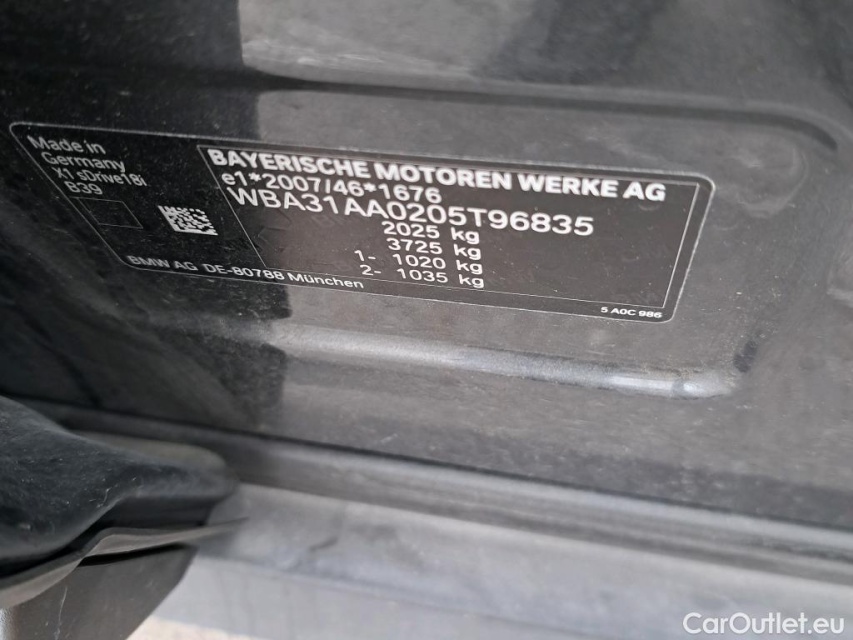 Made in
Germany
X1 sDrive18i
B39
BAYERISCHE MOTOREN WERKE AG
e1*2007/46*1676
WBA31AA0205T96835
2025 kg
3725 kg
1- 1020 kg
2- 1035 kg
BMW AG DE-80788 München
5 A0C 986
CarOutlet.eu